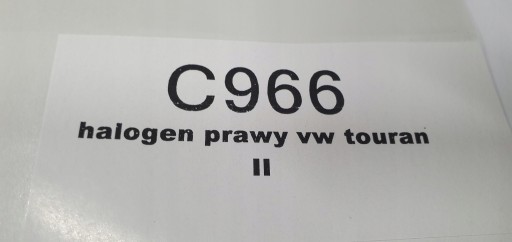 C966
halogen prawy vw touran
II